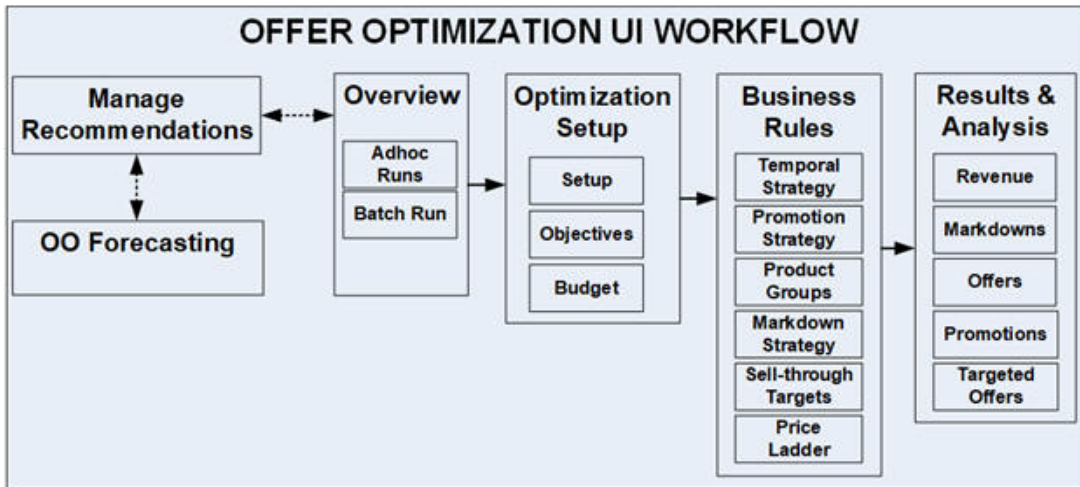 OFFER OPTIMIZATION UI WORKFLOW
Manage
Recommendations
OO Forecasting
Overview
Adhoc
Runs
Batch Run
Optimization
Setup
Setup
Objectives
Budget
Business
Rules
Temporal
Strategy
Promotion
Strategy
Product
Groups
Markdown
Strategy
Sell-through
Targets
Price
Ladder
Results &
Analysis
Revenue
Markdowns
Offers
Promotions
Targeted
Offers